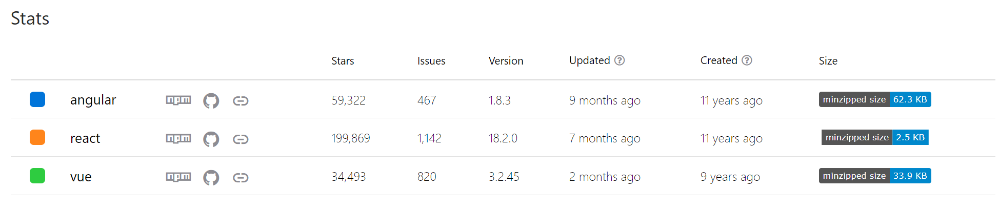 Stats
Stars Issues Version Updated ? Created ? Size
angular npm 59,322 467 1.8.3 9 months ago 11 years ago minzipped size 62.3 KB
react npm 199,869 1,142 18.2.0 7 months ago 11 years ago minzipped size 2.5 KB
vue npm 34,493 820 3.2.45 2 months ago 9 years ago minzipped size 33.9 KB